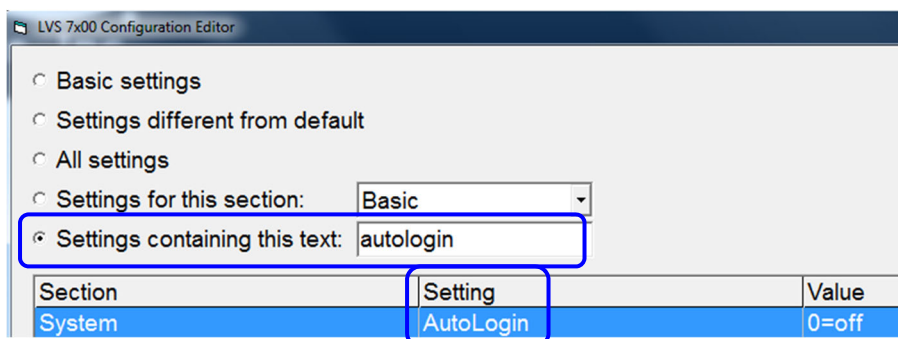 LVS 7x00 Configuration Editor
Basic settings
Settings different from default
All settings
Settings for this section: Basic
Settings containing this text: autologin
Section Setting Value
System AutoLogin 0=off